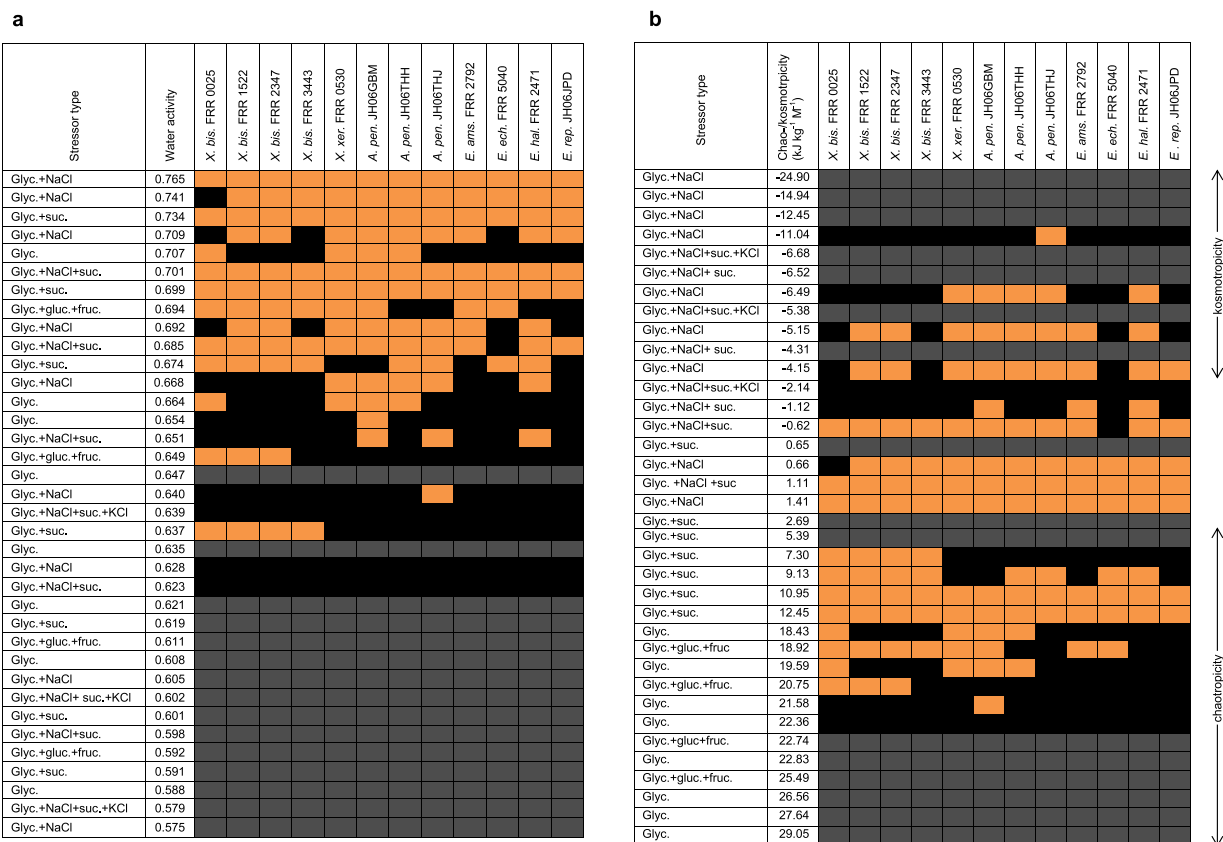 a
Stressor type
Water activity
X. bis. FRR 0025
X. bis. FRR 1522
X. bis. FRR 2347
X. bis. FRR 3443
X. xer. FRR 0530
A. pen. JH06GBM
A. pen. JH06THH
A. pen. JH06THJ
E. ams. FRR 2792
E. ech. FRR 5040
E. hal. FRR 2471
E. rep. JH06JPD
Glyc.+NaCl 0.765
Glyc.+NaCl 0.741
Glyc.+suc. 0.734
Glyc.+NaCl 0.709
Glyc. 0.707
Glyc.+NaCl+suc. 0.701
Glyc.+suc. 0.699
Glyc.+gluc.+fruc. 0.694
Glyc.+NaCl 0.692
Glyc.+NaCl+suc. 0.685
Glyc.+suc. 0.674
Glyc.+NaCl 0.668
Glyc. 0.664
Glyc. 0.654
Glyc.+NaCl+suc. 0.651
Glyc.+gluc.+fruc. 0.649
Glyc. 0.647
Glyc.+NaCl 0.640
Glyc.+NaCl+suc.+KCl 0.639
Glyc.+suc. 0.637
Glyc. 0.635
Glyc.+NaCl 0.628
Glyc.+NaCl+suc. 0.623
Glyc. 0.621
Glyc.+suc. 0.619
Glyc.+gluc.+fruc. 0.611
Glyc. 0.608
Glyc.+NaCl 0.605
Glyc.+NaCl+ suc.+KCl 0.602
Glyc.+suc. 0.601
Glyc.+NaCl+suc. 0.598
Glyc.+gluc.+fruc. 0.592
Glyc.+suc. 0.591
Glyc. 0.588
Glyc.+NaCl+suc.+KCl 0.579
Glyc.+NaCl 0.575
b
Stressor type
Chao-/kosmotrpicity
(kJ kg⁻¹ M⁻¹)
X. bis. FRR 0025
X. bis. FRR 1522
X. bis. FRR 2347
X. bis. FRR 3443
X. xer. FRR 0530
A. pen. JH06GBM
A. pen. JH06THH
A. pen. JH06THJ
E. ams. FRR 2792
E. ech. FRR 5040
E. hal. FRR 2471
E . rep. JH06JPD
Glyc.+NaCl -24.90
Glyc.+NaCl -14.94
Glyc.+NaCl -12.45
Glyc.+NaCl -11.04
Glyc.+NaCl+suc.+KCl -6.68
Glyc.+NaCl+ suc. -6.52
Glyc.+NaCl -6.49
Glyc.+NaCl+suc.+KCl -5.38
Glyc.+NaCl -5.15
Glyc.+NaCl+ suc. -4.31
Glyc.+NaCl -4.15
Glyc.+NaCl+suc.+KCl -2.14
Glyc.+NaCl+ suc. -1.12
Glyc.+NaCl+suc. -0.62
Glyc.+suc. 0.65
Glyc.+NaCl 0.66
Glyc. +NaCl +suc 1.11
Glyc.+NaCl 1.41
Glyc.+suc. 2.69
Glyc.+suc. 5.39
Glyc.+suc. 7.30
Glyc.+suc. 9.13
Glyc.+suc. 10.95
Glyc.+suc. 12.45
Glyc. 18.43
Glyc.+gluc.+fruc 18.92
Glyc. 19.59
Glyc.+gluc.+fruc. 20.75
Glyc. 21.58
Glyc. 22.36
Glyc.+gluc+fruc. 22.74
Glyc. 22.83
Glyc.+gluc.+fruc. 25.49
Glyc. 26.56
Glyc. 27.64
Glyc. 29.05
kosmotropicity
chaotropicity